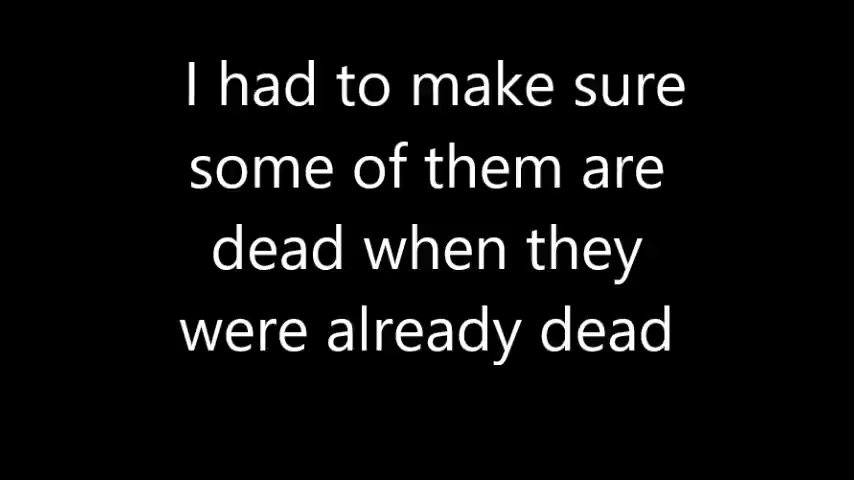 I had to make sure
some of them are
dead when they
were already dead